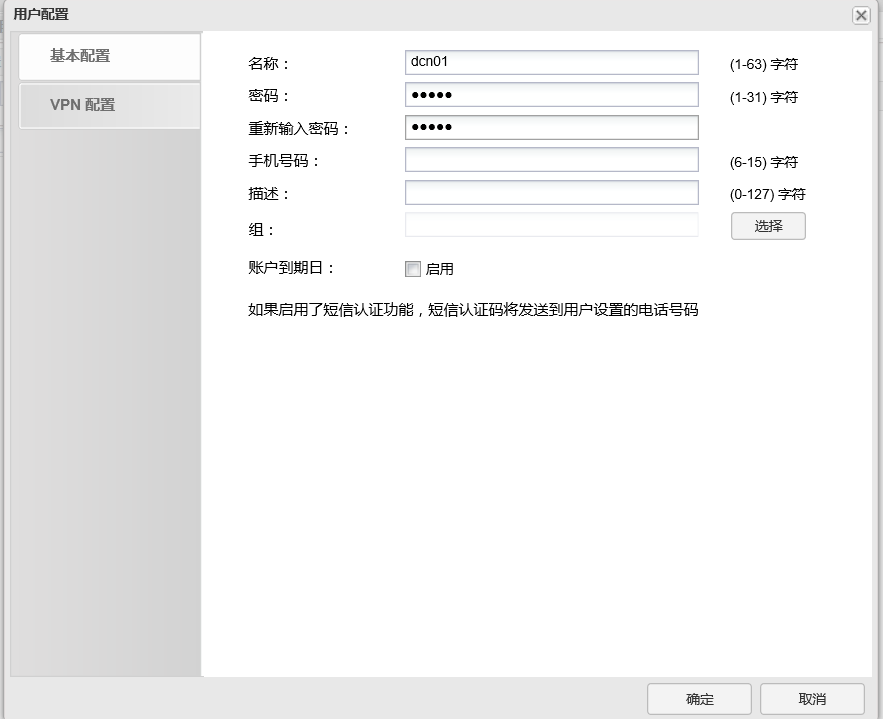 用户配置
基本配置
VPN 配置
名称： dcn01 (1-63) 字符
密码： ●●●●● (1-31) 字符
重新输入密码： ●●●●●
手机号码： (6-15) 字符
描述： (0-127) 字符
组： 选择
账户到期日： 启用
如果启用了短信认证功能，短信认证码将发送到用户设置的电话号码
确定 取消